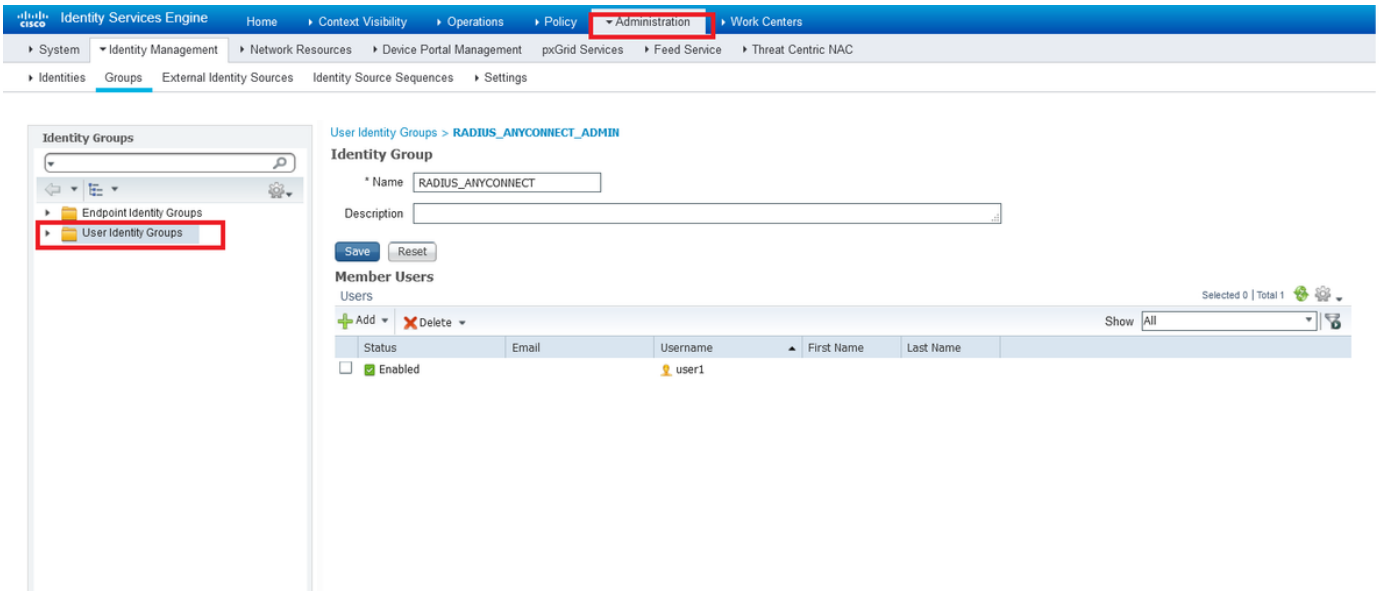 cisco Identity Services Engine Home Context Visibility Operations Policy Administration Work Centers
System Identity Management Network Resources Device Portal Management pxGrid Services Feed Service Threat Centric NAC
Identities Groups External Identity Sources Identity Source Sequences Settings
Identity Groups
Endpoint Identity Groups
User Identity Groups
User Identity Groups > RADIUS_ANYCONNECT_ADMIN
Identity Group
* Name RADIUS_ANYCONNECT
Description
Save Reset
Member Users
Users
Selected 0 | Total 1
Add Delete
Show All
Status Email Username First Name Last Name
Enabled user1